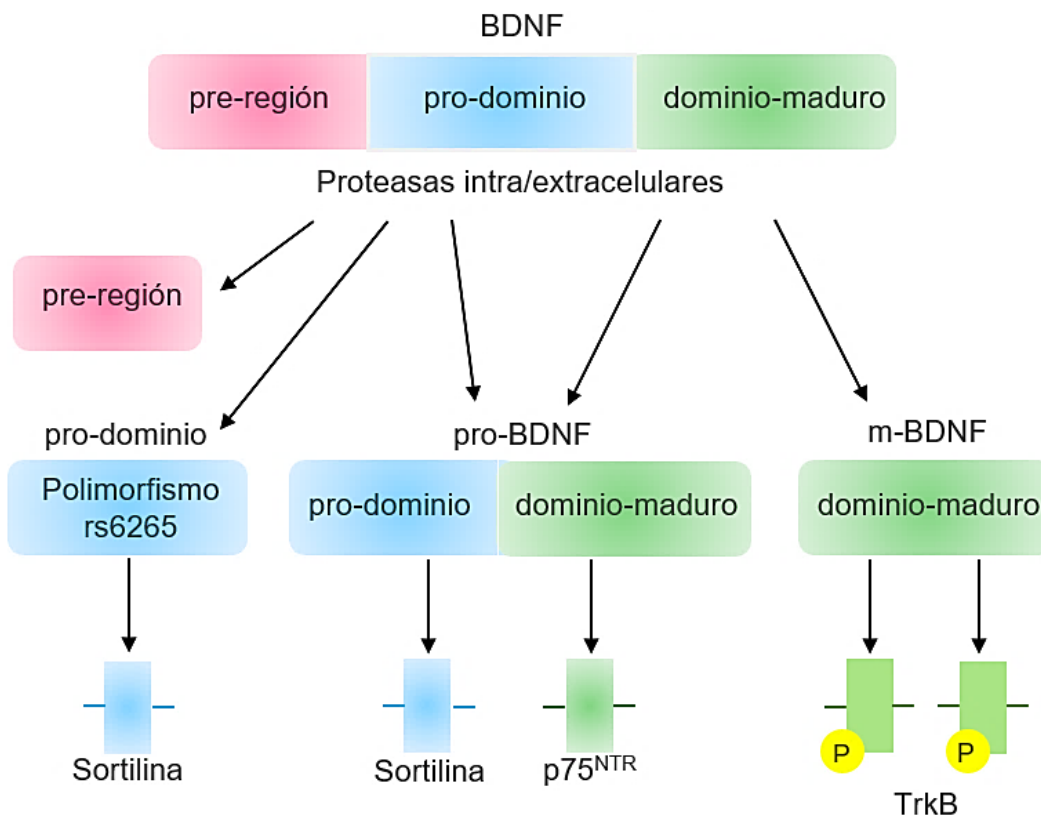 BDNF
pre-región
pro-dominio
dominio-maduro
Proteasas intra/extracelulares
pre-región
pro-dominio
pro-BDNF
m-BDNF
Polimorfismo
rs6265
pro-dominio
dominio-maduro
dominio-maduro
P
P
Sortilina
Sortilina
p75NTR
TrkB